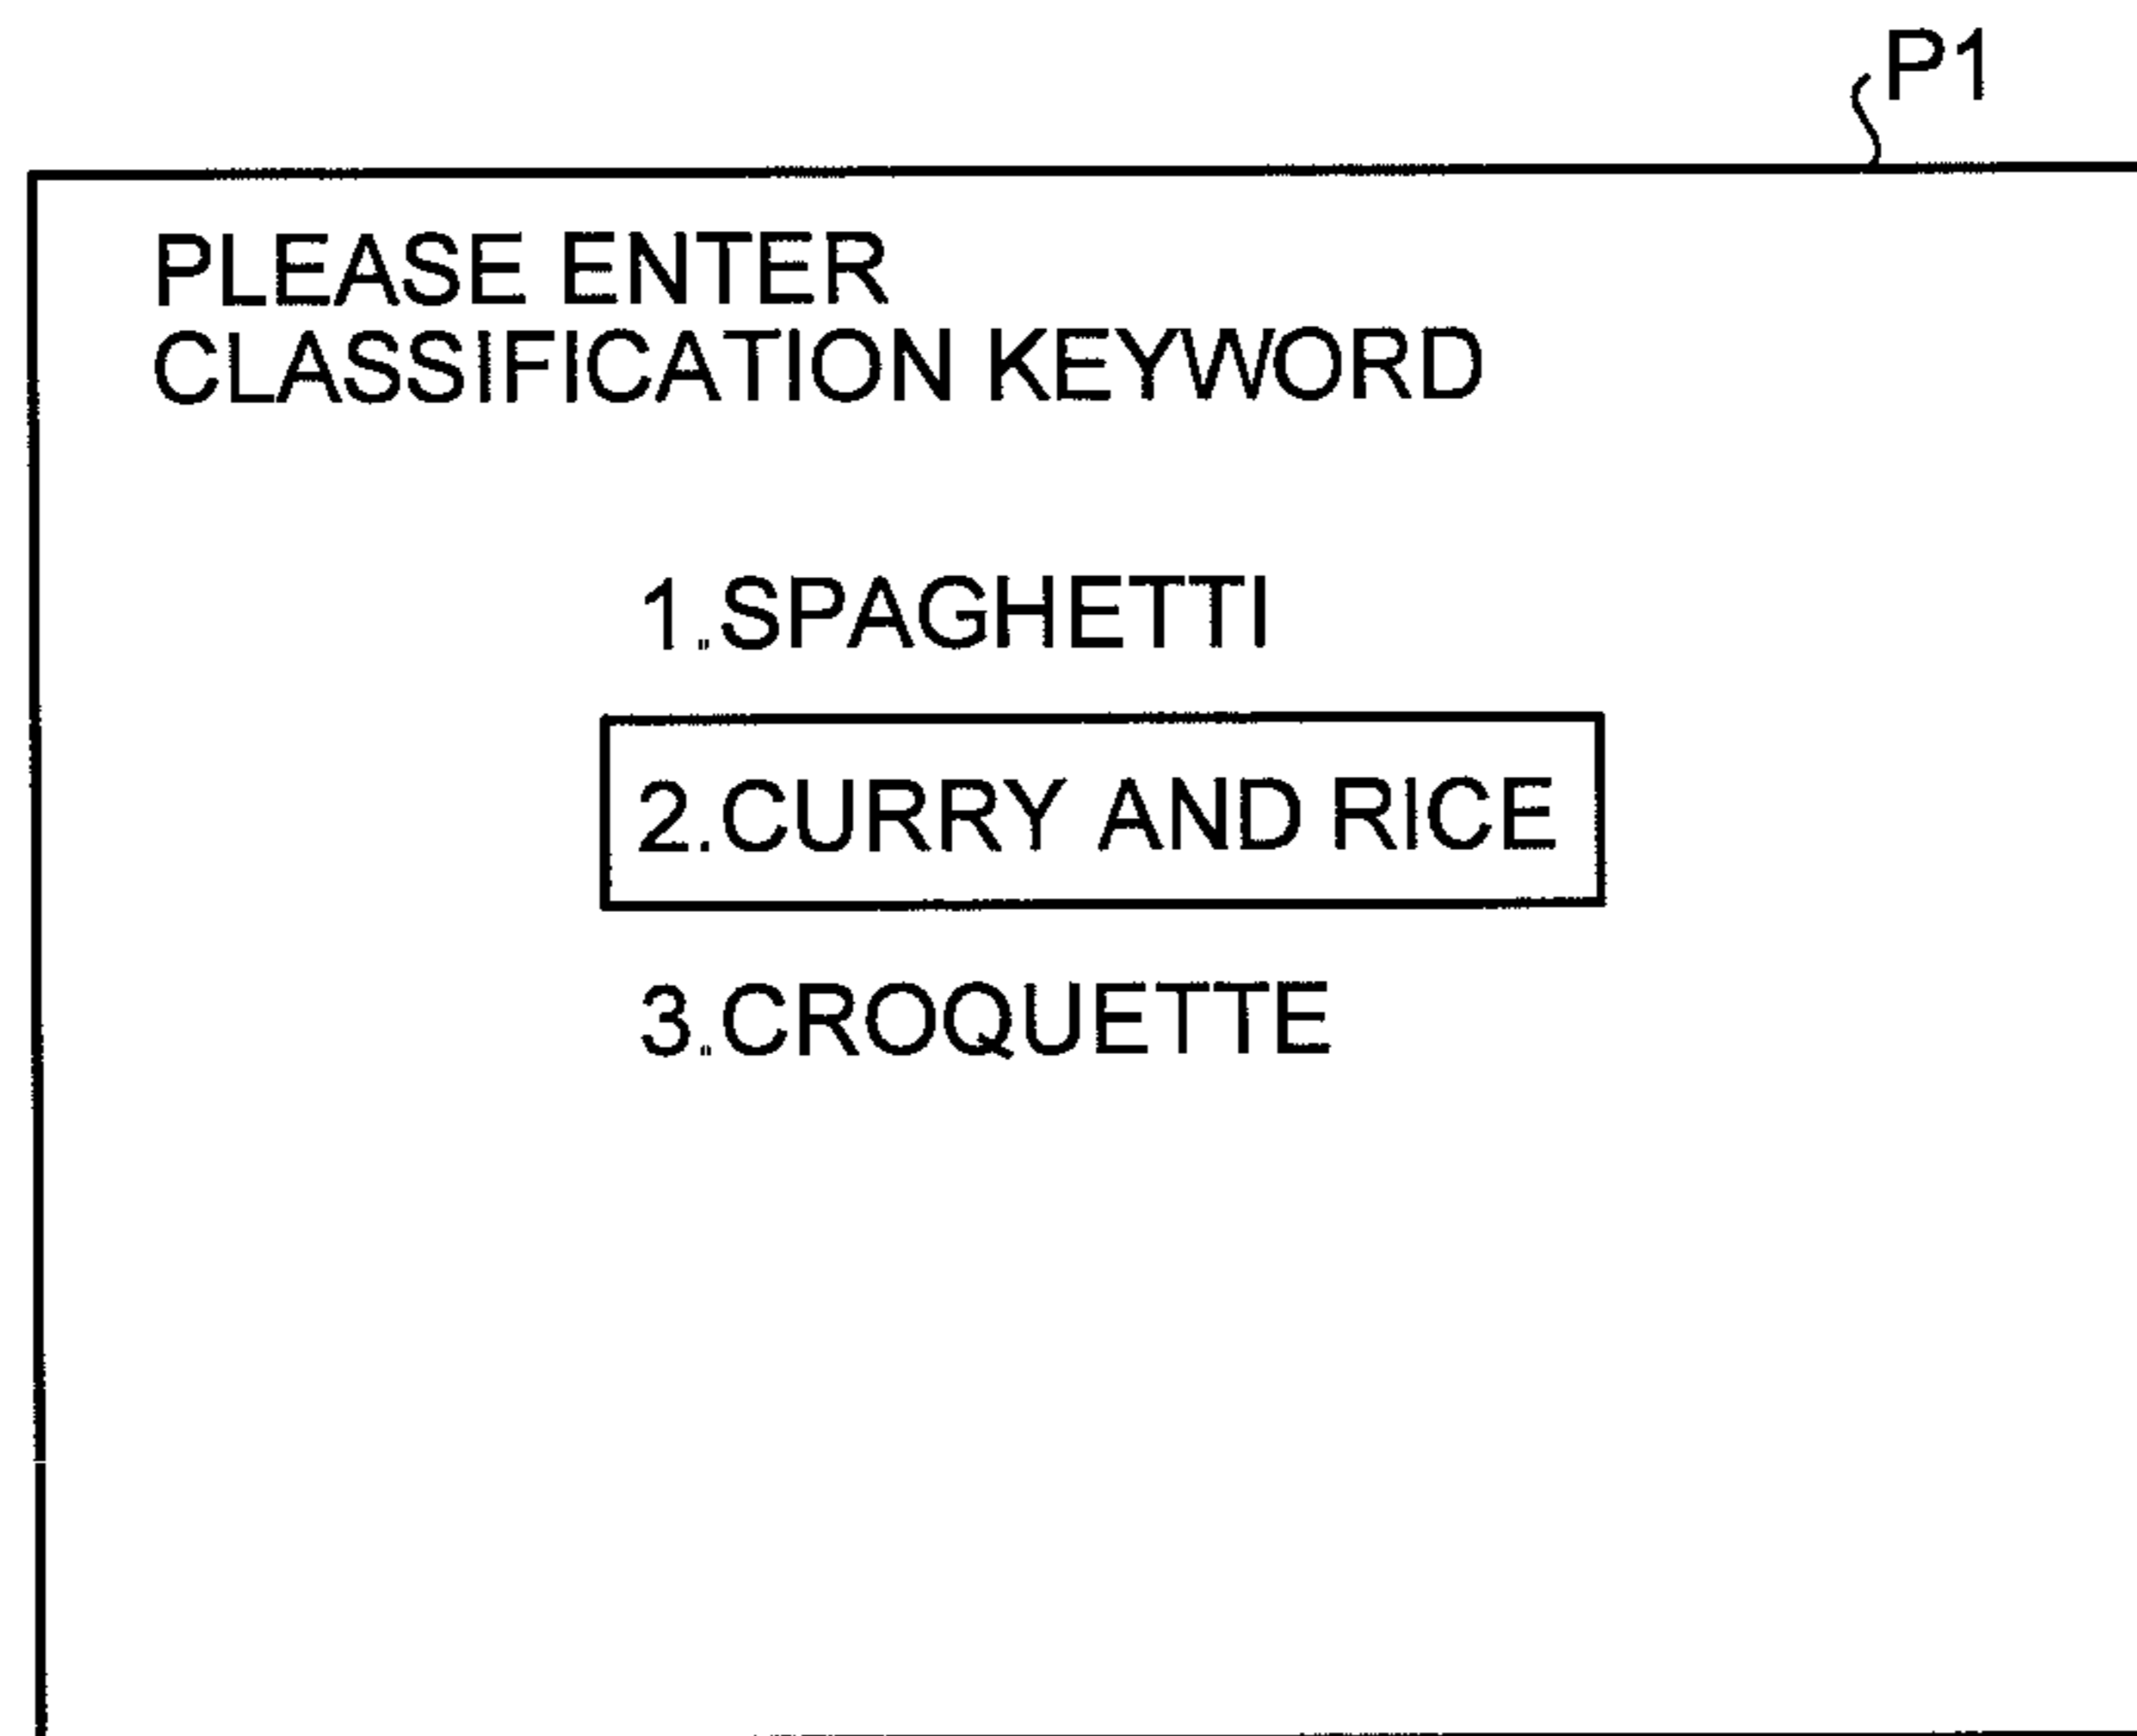 P1
PLEASE ENTER
CLASSIFICATION KEYWORD
1.SPAGHETTI
2.CURRY AND RICE
3.CROQUETTE